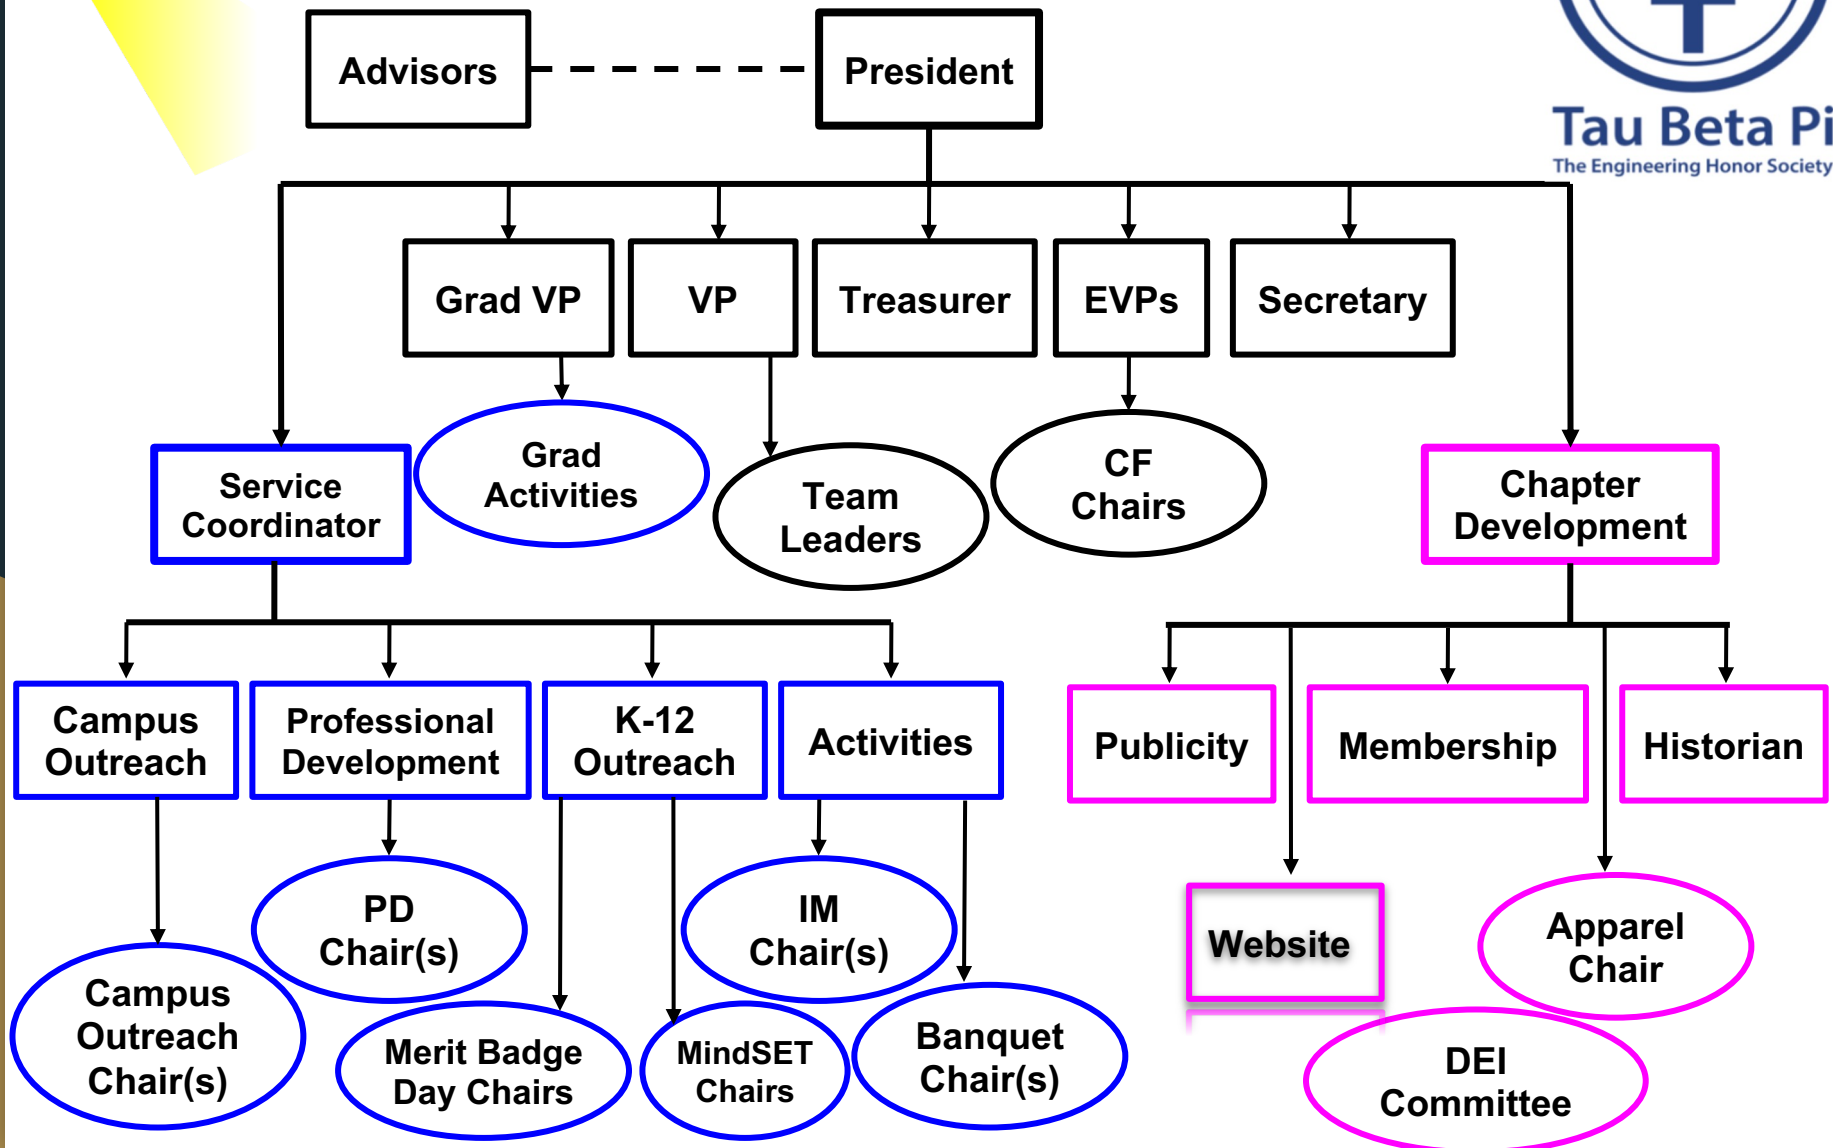 Advisors
President
Tau Beta Pi
The Engineering Honor Society
Grad VP
VP
Treasurer
EVPs
Secretary
Service
Coordinator
Grad
Activities
Team
Leaders
CF
Chairs
Chapter
Development
Campus
Outreach
Professional
Development
K-12
Outreach
Activities
Publicity
Membership
Historian
Campus
Outreach
Chair(s)
PD
Chair(s)
Merit Badge
Day Chairs
MindSET
Chairs
IM
Chair(s)
Banquet
Chair(s)
Website
Apparel
Chair
DEI
Committee